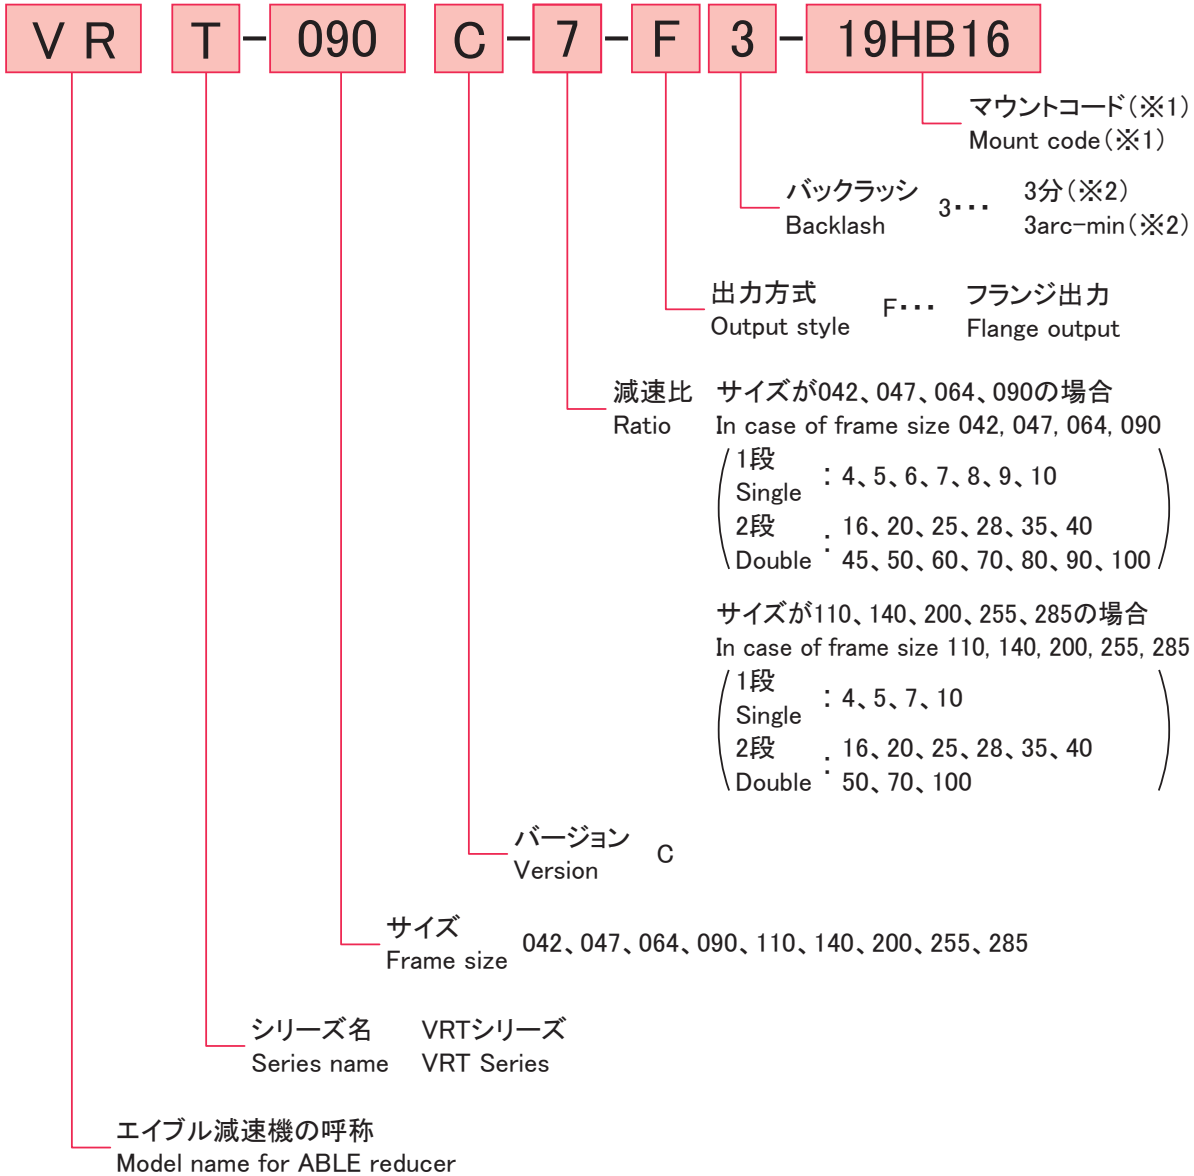 VR T-090 C-7-F 3-19HB16
マウントコード(※1)
Mount code(※1)
バックラッシ 3･･･ 3分(※2)
Backlash 3arc-min(※2)
出力方式 F･･･ フランジ出力
Output style Flange output
減速比 サイズが042、047、064、090の場合
Ratio In case of frame size 042, 047, 064, 090
1段
Single : 4、5、6、7、8、9、10
2段 16、20、25、28、35、40
Double : 45、50、60、70、80、90、100
サイズが110、140、200、255、285の場合
In case of frame size 110, 140, 200, 255, 285
1段
Single : 4、5、7、10
2段 16、20、25、28、35、40
Double : 50、70、100
バージョン C
Version
サイズ
Frame size 042、047、064、090、110、140、200、255、285
シリーズ名 VRTシリーズ
Series name VRT Series
エイブル減速機の呼称
Model name for ABLE reducer